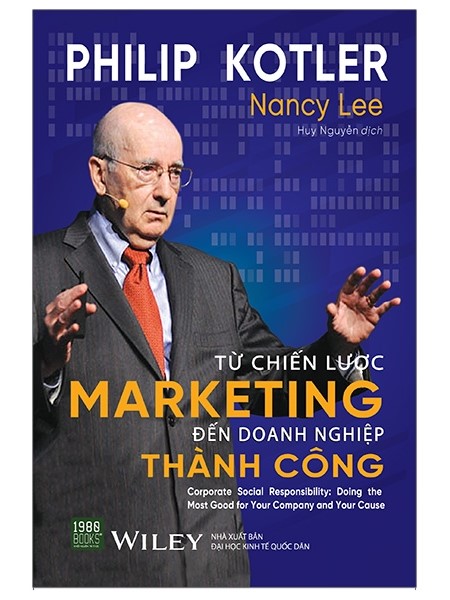 PHILIP KOTLER
Nancy Lee
Huy Nguyễn dịch
TỪ CHIẾN LƯỢC
MARKETING
ĐẾN DOANH NGHIỆP
THÀNH CÔNG
Corporate Social Responsibility: Doing the
Most Good for Your Company and Your Cause
1980
BOOKS
WILEY
NHÀ XUẤT BẢN
ĐẠI HỌC KINH TẾ QUỐC DÂN